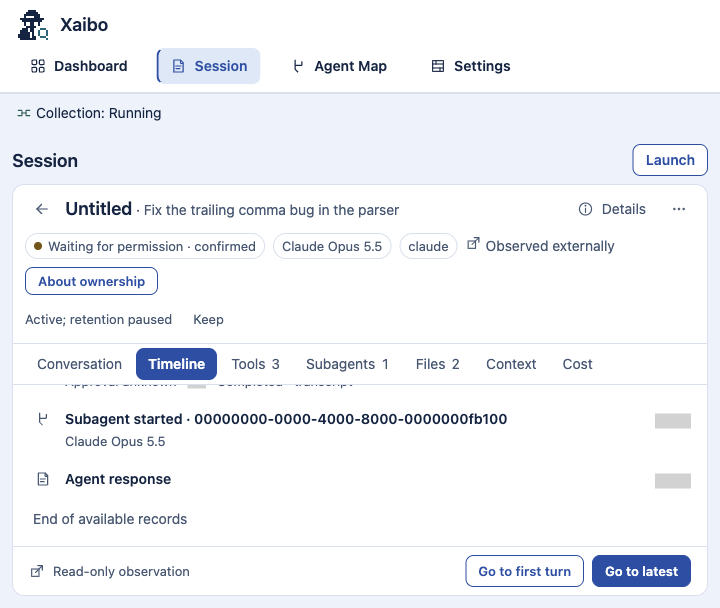 Xaibo
Dashboard Session Agent Map Settings
Collection: Running
Session Launch
Untitled · Fix the trailing comma bug in the parser Details
Waiting for permission · confirmed Claude Opus 5.5 claude Observed externally
About ownership
Active; retention paused Keep
Conversation Timeline Tools 3 Subagents 1 Files 2 Context Cost
Subagent started · 00000000-0000-4000-8000-0000000fb100
Claude Opus 5.5
Agent response
End of available records
Read-only observation Go to first turn Go to latest